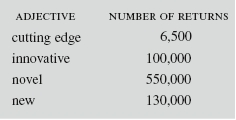 ADJECTIVE NUMBER OF RETURNS
cutting edge 6,500
innovative 100,000
novel 550,000
new 130,000